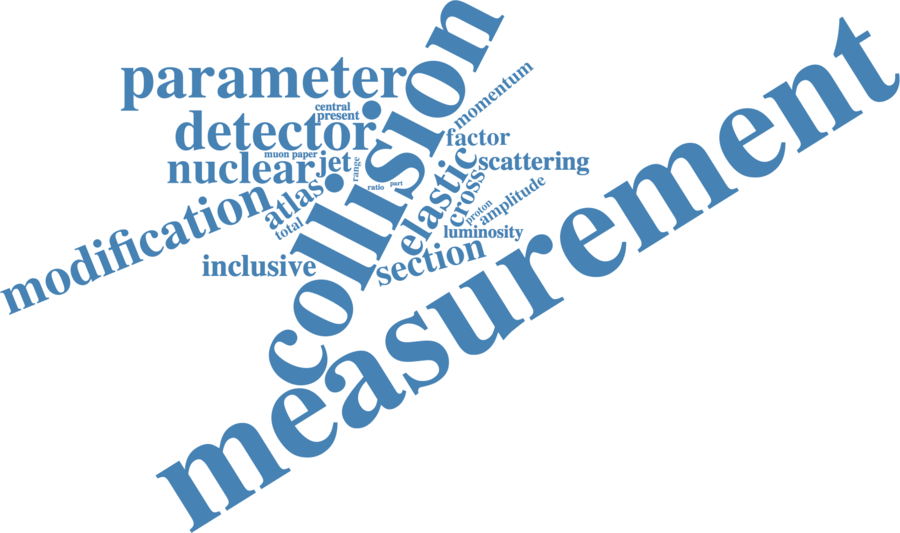 collision
momentum
measurement
parameter
central
present
detector
factor
muon paper
jet
range
scattering
nuclear
elastic
cross
ratio
part
atlas
amplitude
proton
modification
total
luminosity
inclusive
section